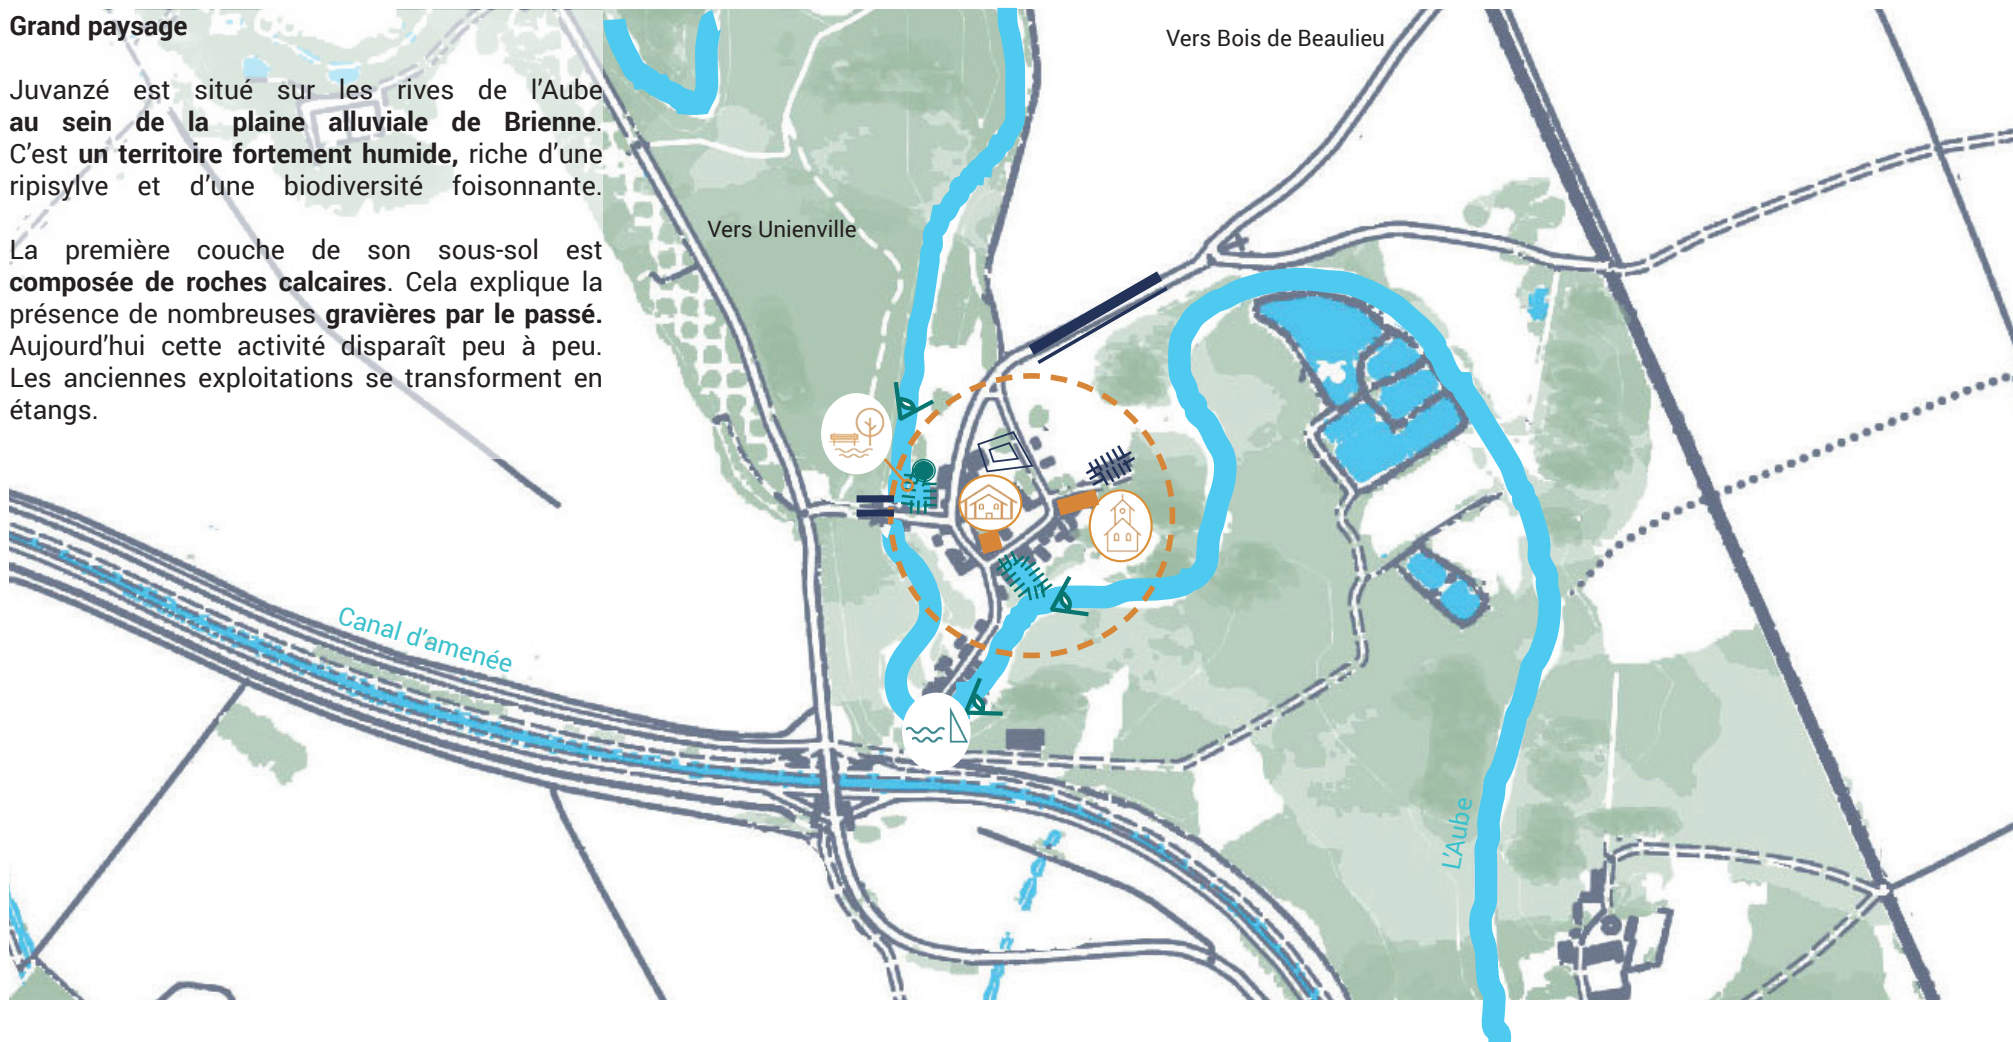 Grand paysage
Juvanzé est situé sur les rives de l'Aube
au sein de la plaine alluviale de Brienne.
C'est un territoire fortement humide, riche d'une
ripisylve et d'une biodiversité foisonnante.
La première couche de son sous-sol est
composée de roches calcaires. Cela explique la
présence de nombreuses gravières par le passé.
Aujourd'hui cette activité disparaît peu à peu.
Les anciennes exploitations se transforment en
étangs.
Vers Bois de Beaulieu
Vers Unienville
Canal d'amenée
L'Aube